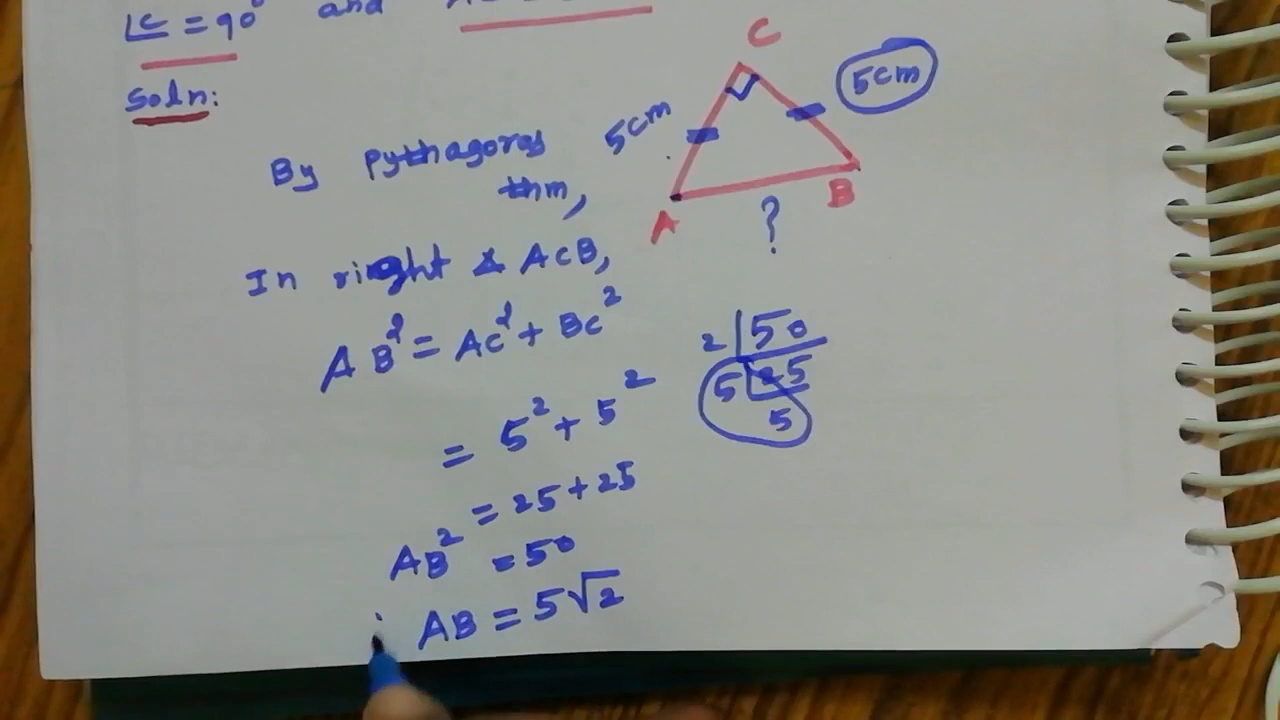 ∠C = 90° and
Soln:
C
5cm
5cm
By Pythagoras
thm,
A
B
?
In right △ ACB,
AB² = AC² + BC²
2 | 50
5 | 25
5
= 5² + 5²
= 25 + 25
AB² = 50
∴ AB = 5√2